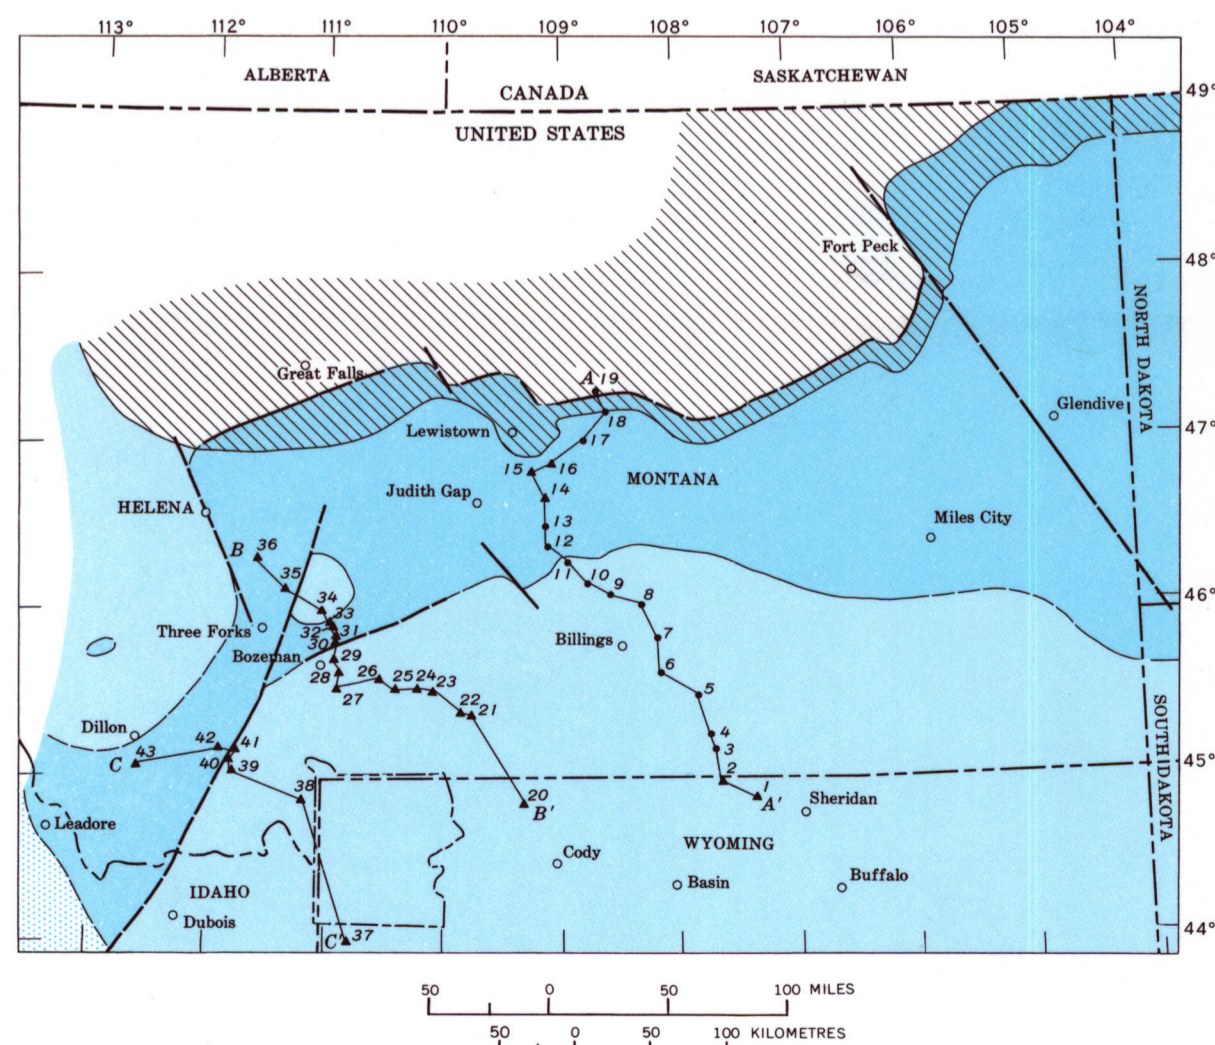 113° 112° 111° 110° 109° 108° 107° 106° 105° 104°
ALBERTA SASKATCHEWAN
CANADA
49°
UNITED STATES
Fort Peck
48°
NORTH DAKOTA
Great Falls
A 19
18
Glendive
Lewistown
17
47°
15 16
MONTANA
Judith Gap
14
HELENA
13
Miles City
12
B 36
11
35
10 9
8
46°
34
33
Three Forks
32 31
30
7
Billings
Bozeman
29
28
26 25 24 23
6
27
5
22 21
Dillon
42 41
4
SOUTH DAKOTA
43
C
40 39
3
45°
2
1
38
20
A'
Sheridan
B'
Leadore
WYOMING
Cody
Basin
Buffalo
IDAHO
Dubois
44°
C' 37
50 0 50 100 MILES
50 0 50 100 KILOMETRES